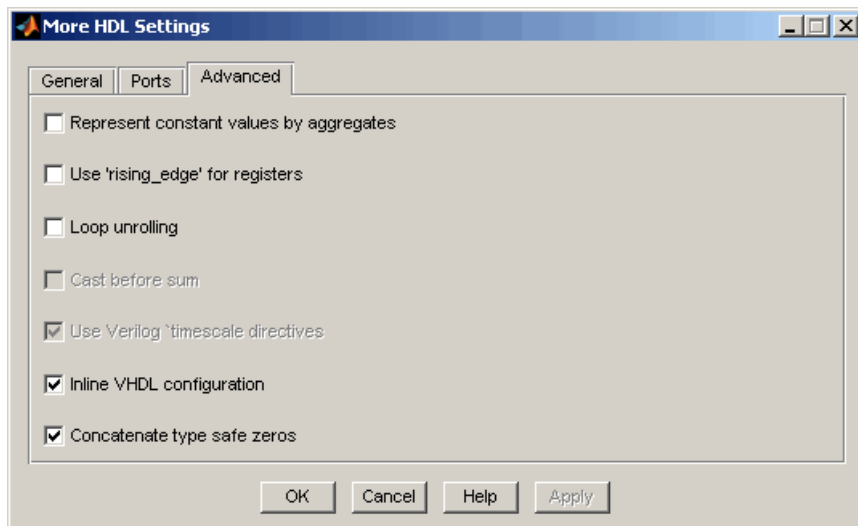 More HDL Settings
General Ports Advanced
Represent constant values by aggregates
Use 'rising_edge' for registers
Loop unrolling
Cast before sum
Use Verilog `timescale directives
Inline VHDL configuration
Concatenate type safe zeros
OK Cancel Help Apply